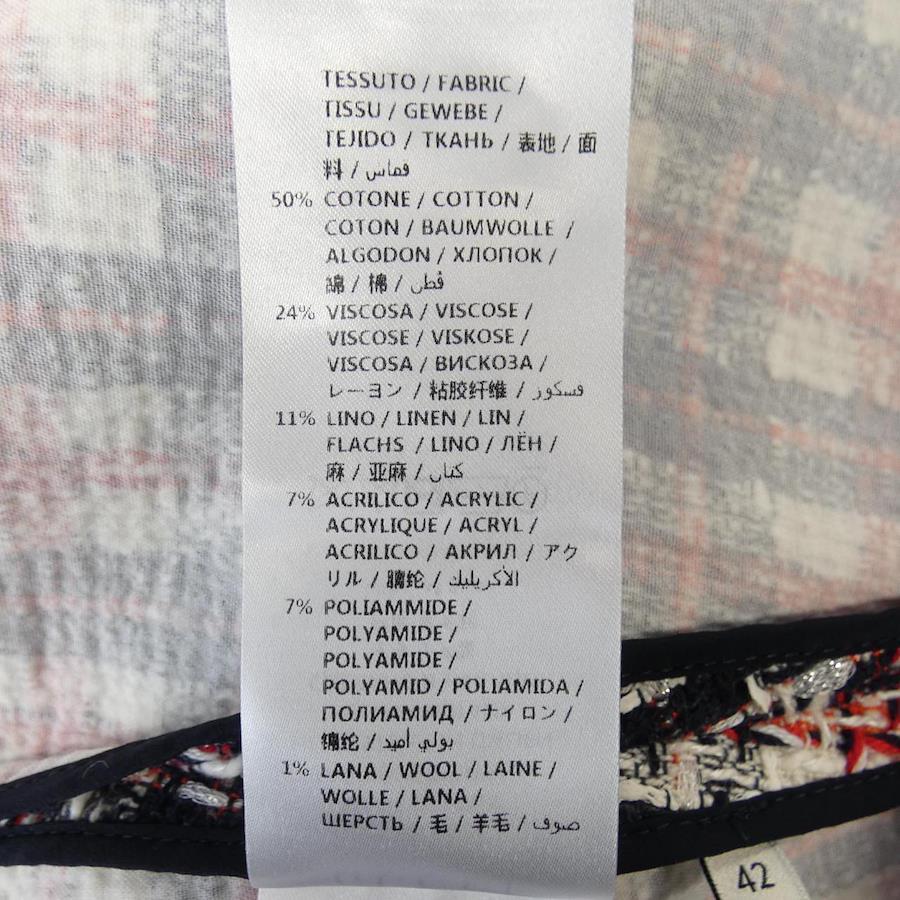 TESSUTO / FABRIC /
TISSU / GEWEBE /
TEJIDO / ТКАНЬ / 表地 / 面
料 / قماش
50% COTONE / COTTON /
COTON / BAUMWOLLE /
ALGODON / ХЛОПОК /
綿 / 棉 / قطن
24% VISCOSA / VISCOSE /
VISCOSE / VISKOSE /
VISCOSA / ВИСКОЗА /
レーヨン / 粘胶纤维 / فسكوز
11% LINO / LINEN / LIN /
FLACHS / LINO / ЛЁН /
麻 / 亚麻 / كتان
7% ACRILICO / ACRYLIC /
ACRYLIQUE / ACRYL /
ACRILICO / АКРИЛ / アク
リル / 腈纶 / الأكريليك
7% POLIAMMIDE /
POLYAMIDE /
POLYAMIDE /
POLYAMID / POLIAMIDA /
ПОЛИАМИД / ナイロン /
锦纶 / بولي أميد
1% LANA / WOOL / LAINE /
WOLLE / LANA /
ШЕРСТЬ / 毛 / 羊毛 / صوف
42